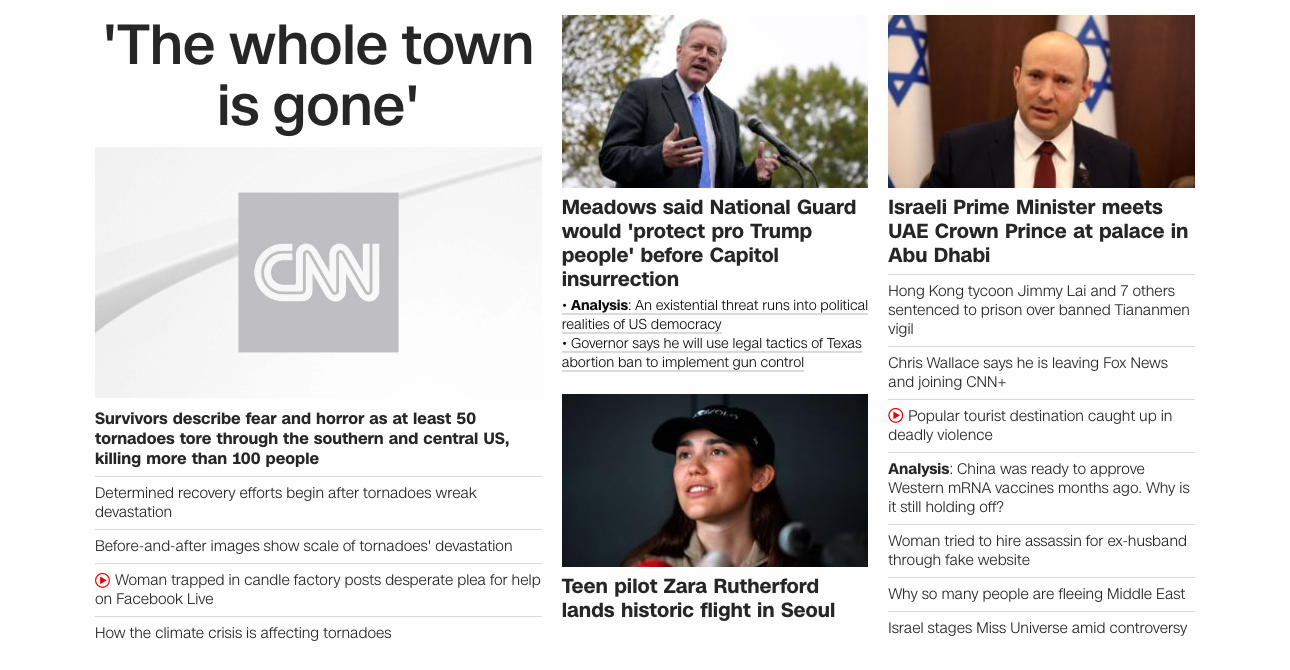 'The whole town
is gone'
CNN
Survivors describe fear and horror as at least 50
tornadoes tore through the southern and central US,
killing more than 100 people
Determined recovery efforts begin after tornadoes wreak
devastation
Before-and-after images show scale of tornadoes' devastation
Woman trapped in candle factory posts desperate plea for help
on Facebook Live
How the climate crisis is affecting tornadoes
Meadows said National Guard
would 'protect pro Trump
people' before Capitol
insurrection
• Analysis: An existential threat runs into political
realities of US democracy
• Governor says he will use legal tactics of Texas
abortion ban to implement gun control
Teen pilot Zara Rutherford
lands historic flight in Seoul
Israeli Prime Minister meets
UAE Crown Prince at palace in
Abu Dhabi
Hong Kong tycoon Jimmy Lai and 7 others
sentenced to prison over banned Tiananmen
vigil
Chris Wallace says he is leaving Fox News
and joining CNN+
Popular tourist destination caught up in
deadly violence
Analysis: China was ready to approve
Western mRNA vaccines months ago. Why is
it still holding off?
Woman tried to hire assassin for ex-husband
through fake website
Why so many people are fleeing Middle East
Israel stages Miss Universe amid controversy